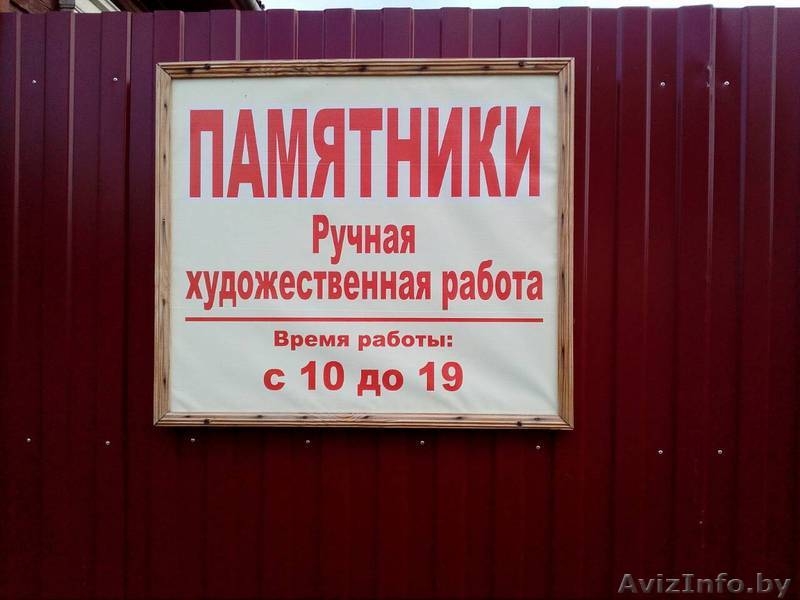 ПАМЯТНИКИ
Ручная
художественная работа
Время работы:
с 10 до 19
AvizInfo.by